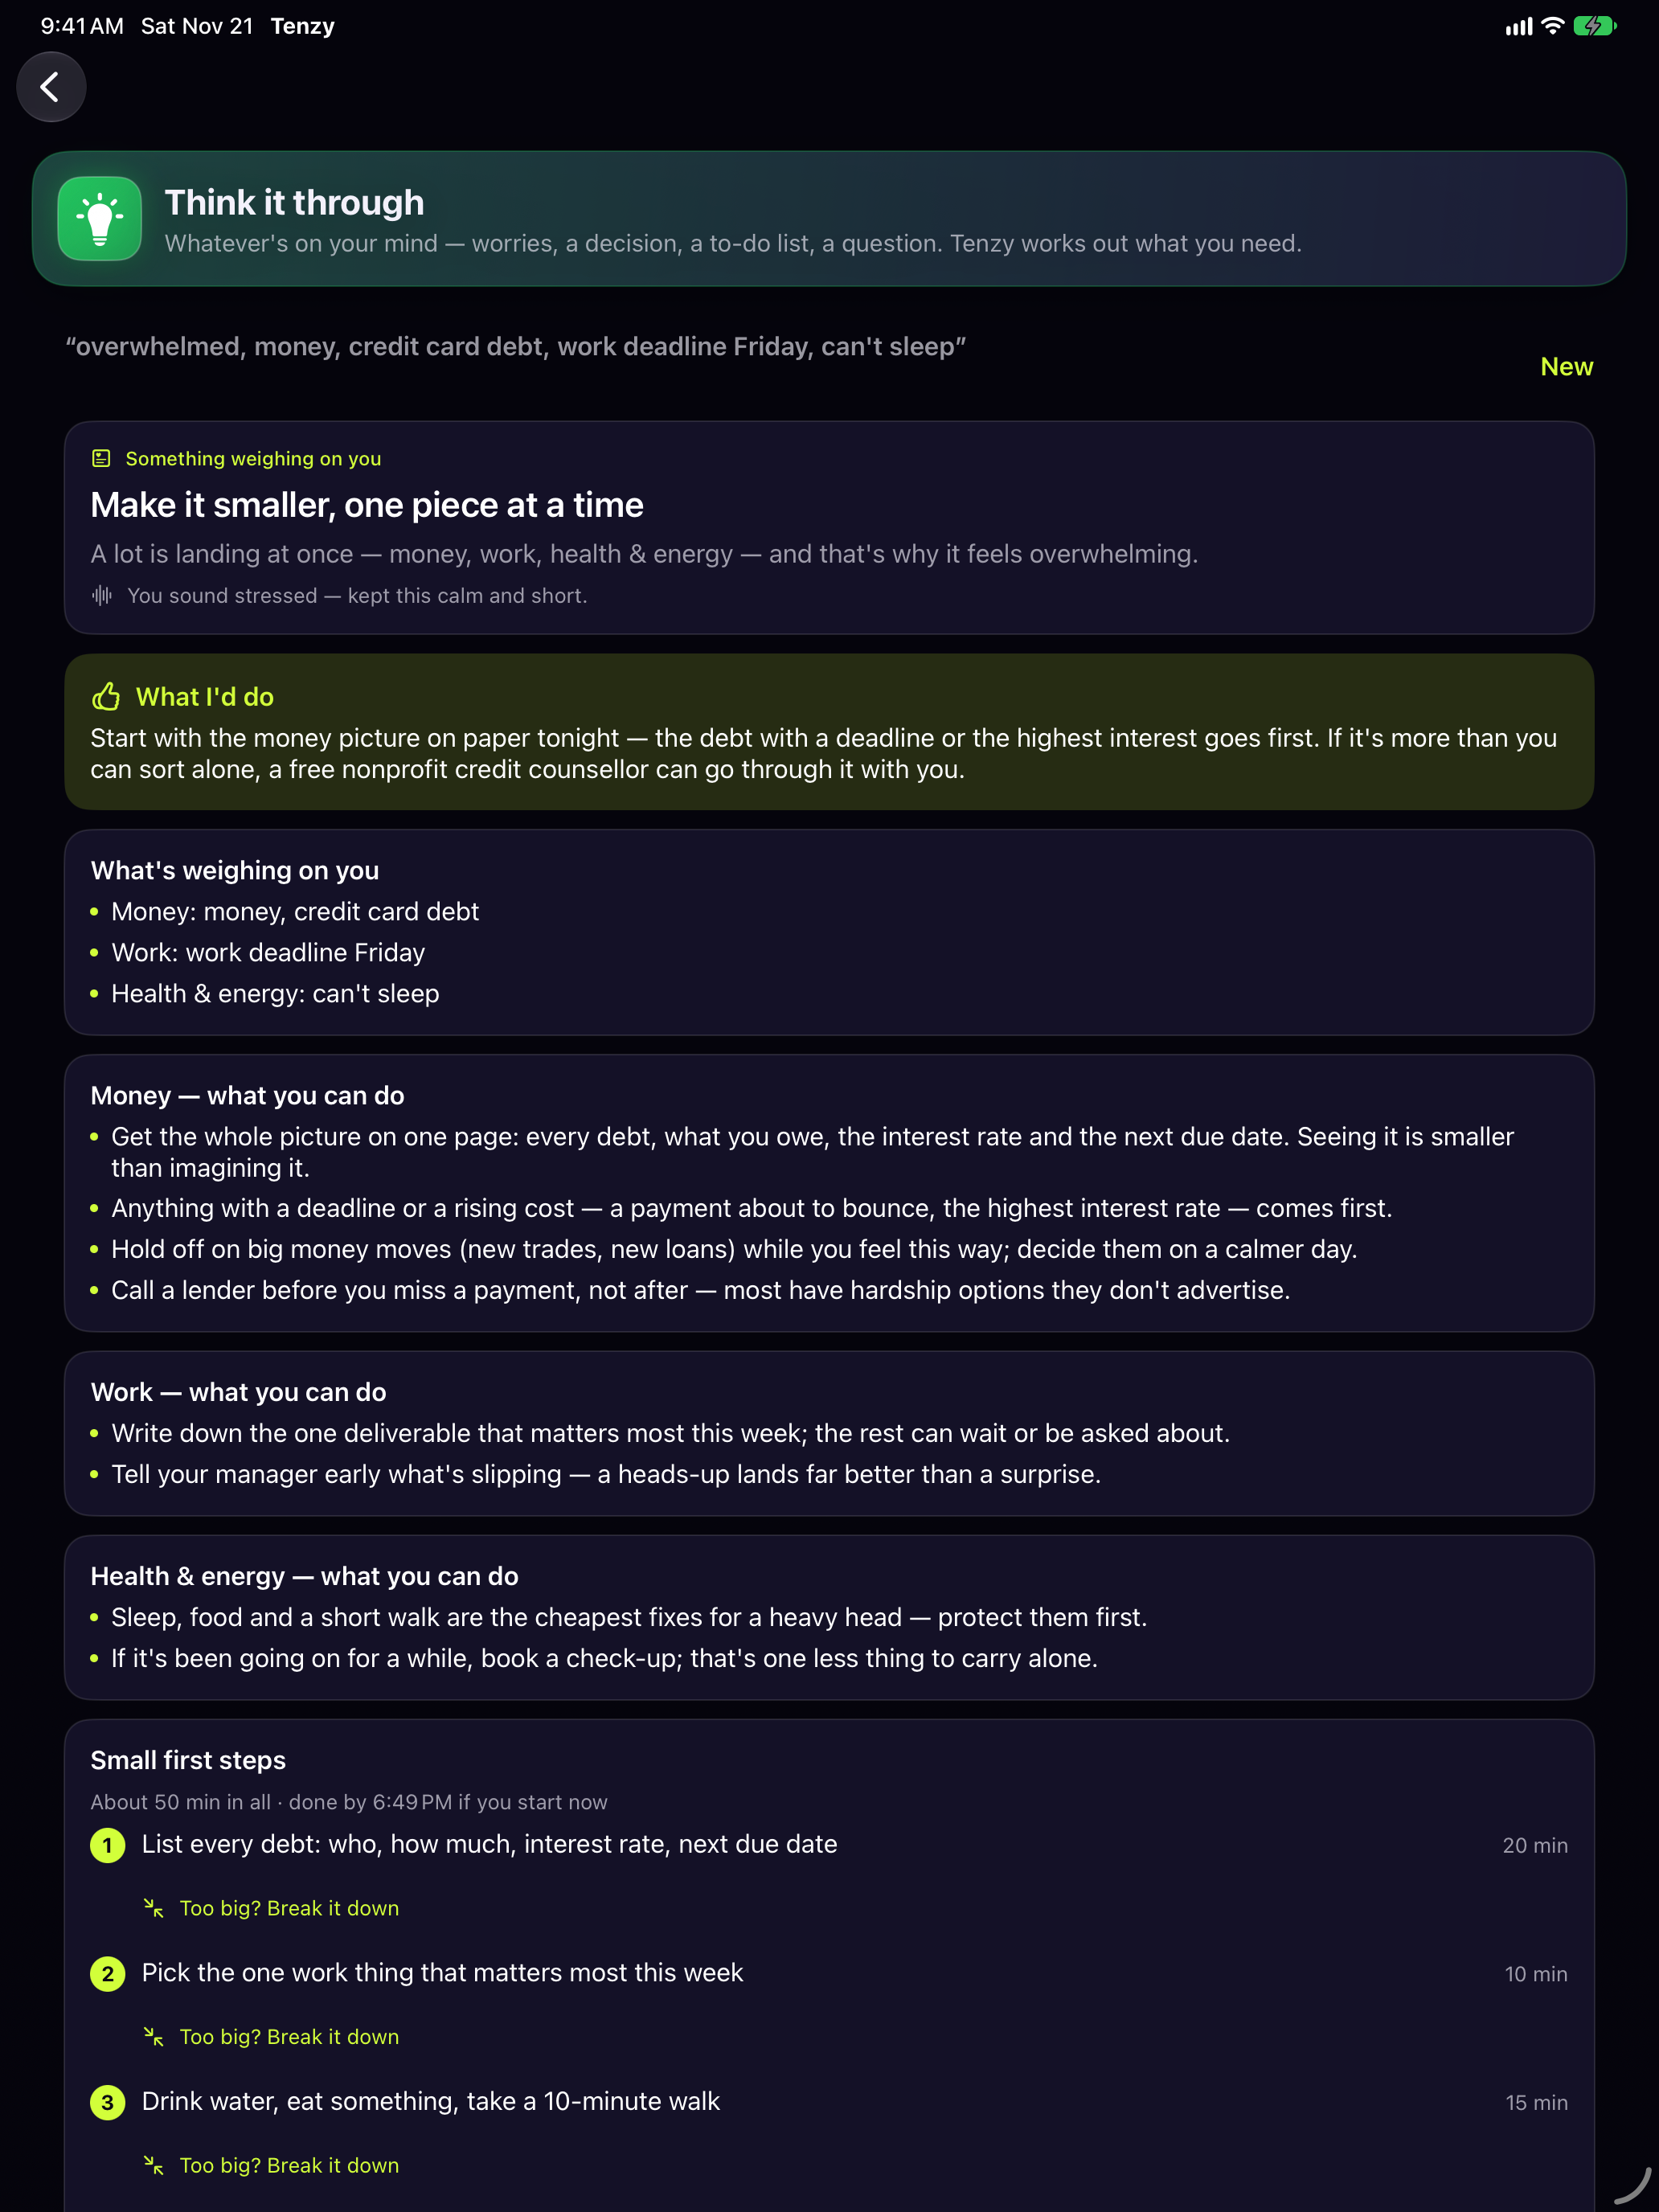 9:41 AM Sat Nov 21 Tenzy
Think it through
Whatever's on your mind — worries, a decision, a to-do list, a question. Tenzy works out what you need.
“overwhelmed, money, credit card debt, work deadline Friday, can't sleep”
New
Something weighing on you
Make it smaller, one piece at a time
A lot is landing at once — money, work, health & energy — and that's why it feels overwhelming.
You sound stressed — kept this calm and short.
What I'd do
Start with the money picture on paper tonight — the debt with a deadline or the highest interest goes first. If it's more than you
can sort alone, a free nonprofit credit counsellor can go through it with you.
What's weighing on you
• Money: money, credit card debt
• Work: work deadline Friday
• Health & energy: can't sleep
Money — what you can do
• Get the whole picture on one page: every debt, what you owe, the interest rate and the next due date. Seeing it is smaller
than imagining it.
• Anything with a deadline or a rising cost — a payment about to bounce, the highest interest rate — comes first.
• Hold off on big money moves (new trades, new loans) while you feel this way; decide them on a calmer day.
• Call a lender before you miss a payment, not after — most have hardship options they don't advertise.
Work — what you can do
• Write down the one deliverable that matters most this week; the rest can wait or be asked about.
• Tell your manager early what's slipping — a heads-up lands far better than a surprise.
Health & energy — what you can do
• Sleep, food and a short walk are the cheapest fixes for a heavy head — protect them first.
• If it's been going on for a while, book a check-up; that's one less thing to carry alone.
Small first steps
About 50 min in all · done by 6:49 PM if you start now
1 List every debt: who, how much, interest rate, next due date 20 min
Too big? Break it down
2 Pick the one work thing that matters most this week 10 min
Too big? Break it down
3 Drink water, eat something, take a 10-minute walk 15 min
Too big? Break it down